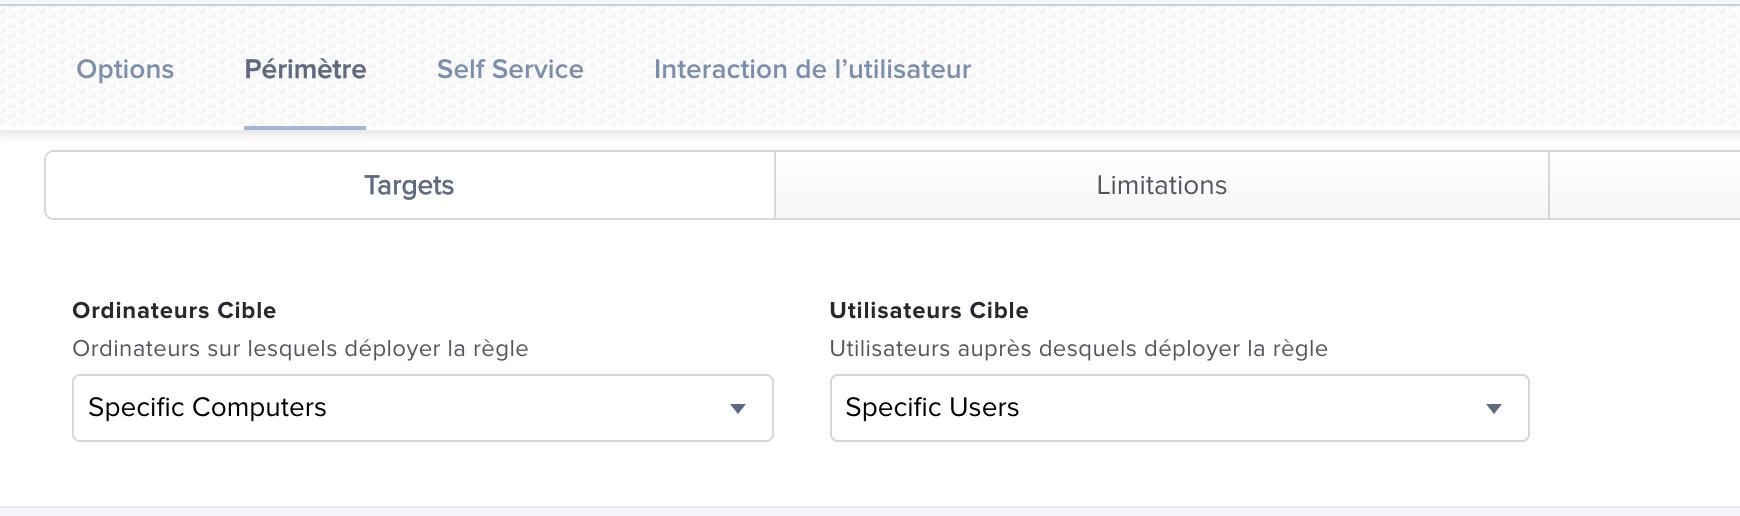 Options Périmètre Self Service Interaction de l’utilisateur
Targets Limitations
Ordinateurs Cible
Ordinateurs sur lesquels déployer la règle
Specific Computers
Utilisateurs Cible
Utilisateurs auprès desquels déployer la règle
Specific Users